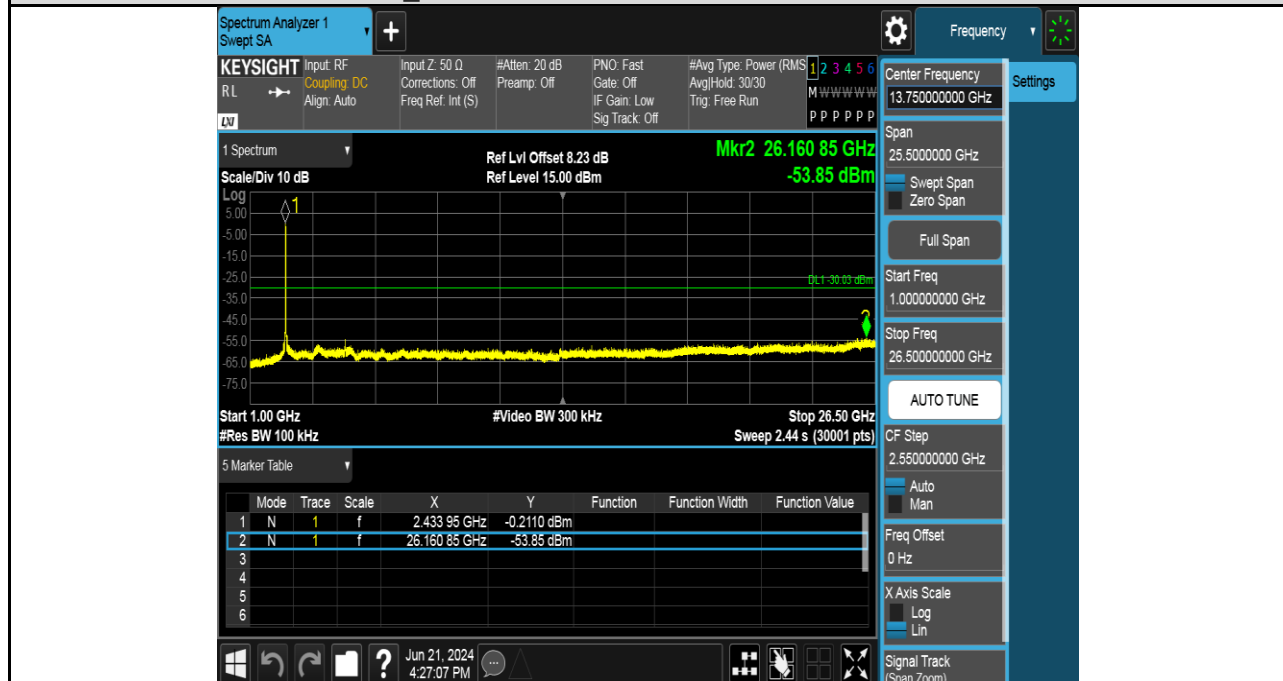 Spectrum Analyzer 1
Swept SA
+
Frequency
KEYSIGHT
RL
LXI
Input: RF
Coupling: DC
Align: Auto
Input Z: 50 Ω
Corrections: Off
Freq Ref: Int (S)
#Atten: 20 dB
Preamp: Off
PNO: Fast
Gate: Off
IF Gain: Low
Sig Track: Off
#Avg Type: Power (RMS
Avg|Hold: 30/30
Trig: Free Run
1 2 3 4 5 6
M W W W W W
P P P P P P
1 Spectrum
Scale/Div 10 dB
Ref Lvl Offset 8.23 dB
Ref Level 15.00 dBm
Mkr2 26.160 85 GHz
-53.85 dBm
Log
5.00
-5.00
-15.0
-25.0
-35.0
-45.0
-55.0
-65.0
-75.0
1
DL1 -30.03 dBm
2
Start 1.00 GHz
#Video BW 300 kHz
Stop 26.50 GHz
#Res BW 100 kHz
Sweep 2.44 s (30001 pts)
5 Marker Table
Mode Trace Scale X Y Function Function Width Function Value
1 N 1 f 2.433 95 GHz -0.2110 dBm
2 N 1 f 26.160 85 GHz -53.85 dBm
3
4
5
6
?
Jun 21, 2024
4:27:07 PM
Center Frequency
13.750000000 GHz
Settings
Span
25.5000000 GHz
Swept Span
Zero Span
Full Span
Start Freq
1.000000000 GHz
Stop Freq
26.500000000 GHz
AUTO TUNE
CF Step
2.550000000 GHz
Auto
Man
Freq Offset
0 Hz
X Axis Scale
Log
Lin
Signal Track
(Span Zoom)